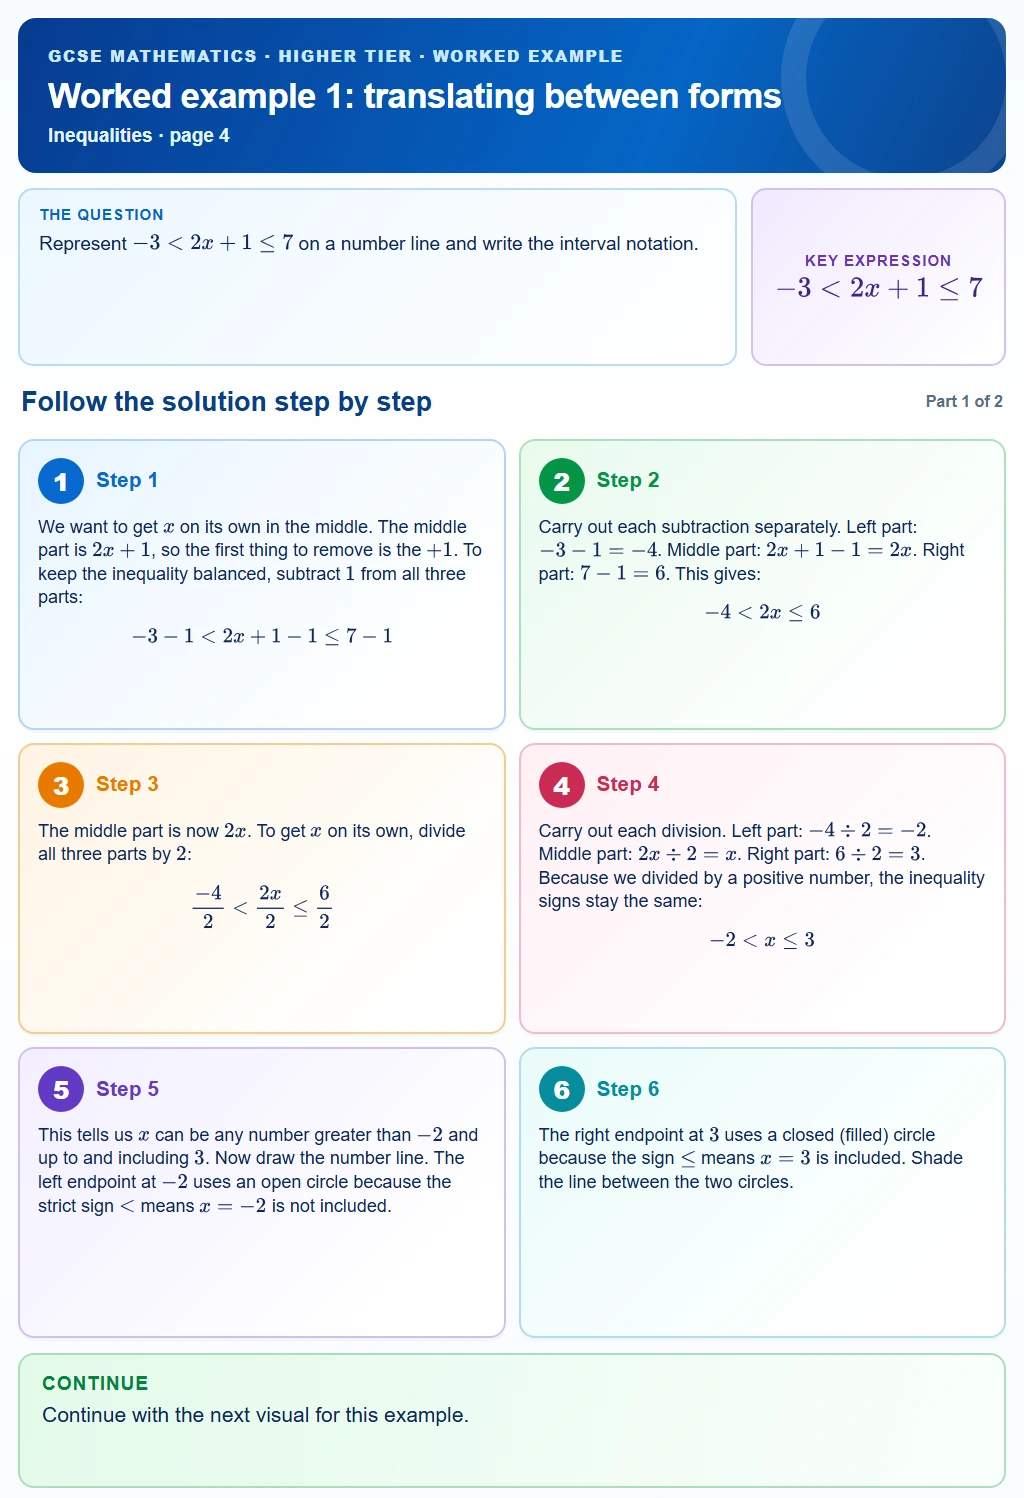 GCSE MATHEMATICS · HIGHER TIER · WORKED EXAMPLE
Worked example 1: translating between forms
Inequalities · page 4
THE QUESTION
Represent −3 < 2x + 1 ≤ 7 on a number line and write the interval notation.
KEY EXPRESSION
−3 < 2x + 1 ≤ 7
Follow the solution step by step
Part 1 of 2
1 Step 1
We want to get x on its own in the middle. The middle
part is 2x + 1, so the first thing to remove is the +1. To
keep the inequality balanced, subtract 1 from all three
parts:
−3 − 1 < 2x + 1 − 1 ≤ 7 − 1
2 Step 2
Carry out each subtraction separately. Left part:
−3 − 1 = −4. Middle part: 2x + 1 − 1 = 2x. Right
part: 7 − 1 = 6. This gives:
−4 < 2x ≤ 6
3 Step 3
The middle part is now 2x. To get x on its own, divide
all three parts by 2:
−4/2 < 2x/2 ≤ 6/2
4 Step 4
Carry out each division. Left part: −4 ÷ 2 = −2.
Middle part: 2x ÷ 2 = x. Right part: 6 ÷ 2 = 3.
Because we divided by a positive number, the inequality
signs stay the same:
−2 < x ≤ 3
5 Step 5
This tells us x can be any number greater than −2 and
up to and including 3. Now draw the number line. The
left endpoint at −2 uses an open circle because the
strict sign < means x = −2 is not included.
6 Step 6
The right endpoint at 3 uses a closed (filled) circle
because the sign ≤ means x = 3 is included. Shade
the line between the two circles.
CONTINUE
Continue with the next visual for this example.